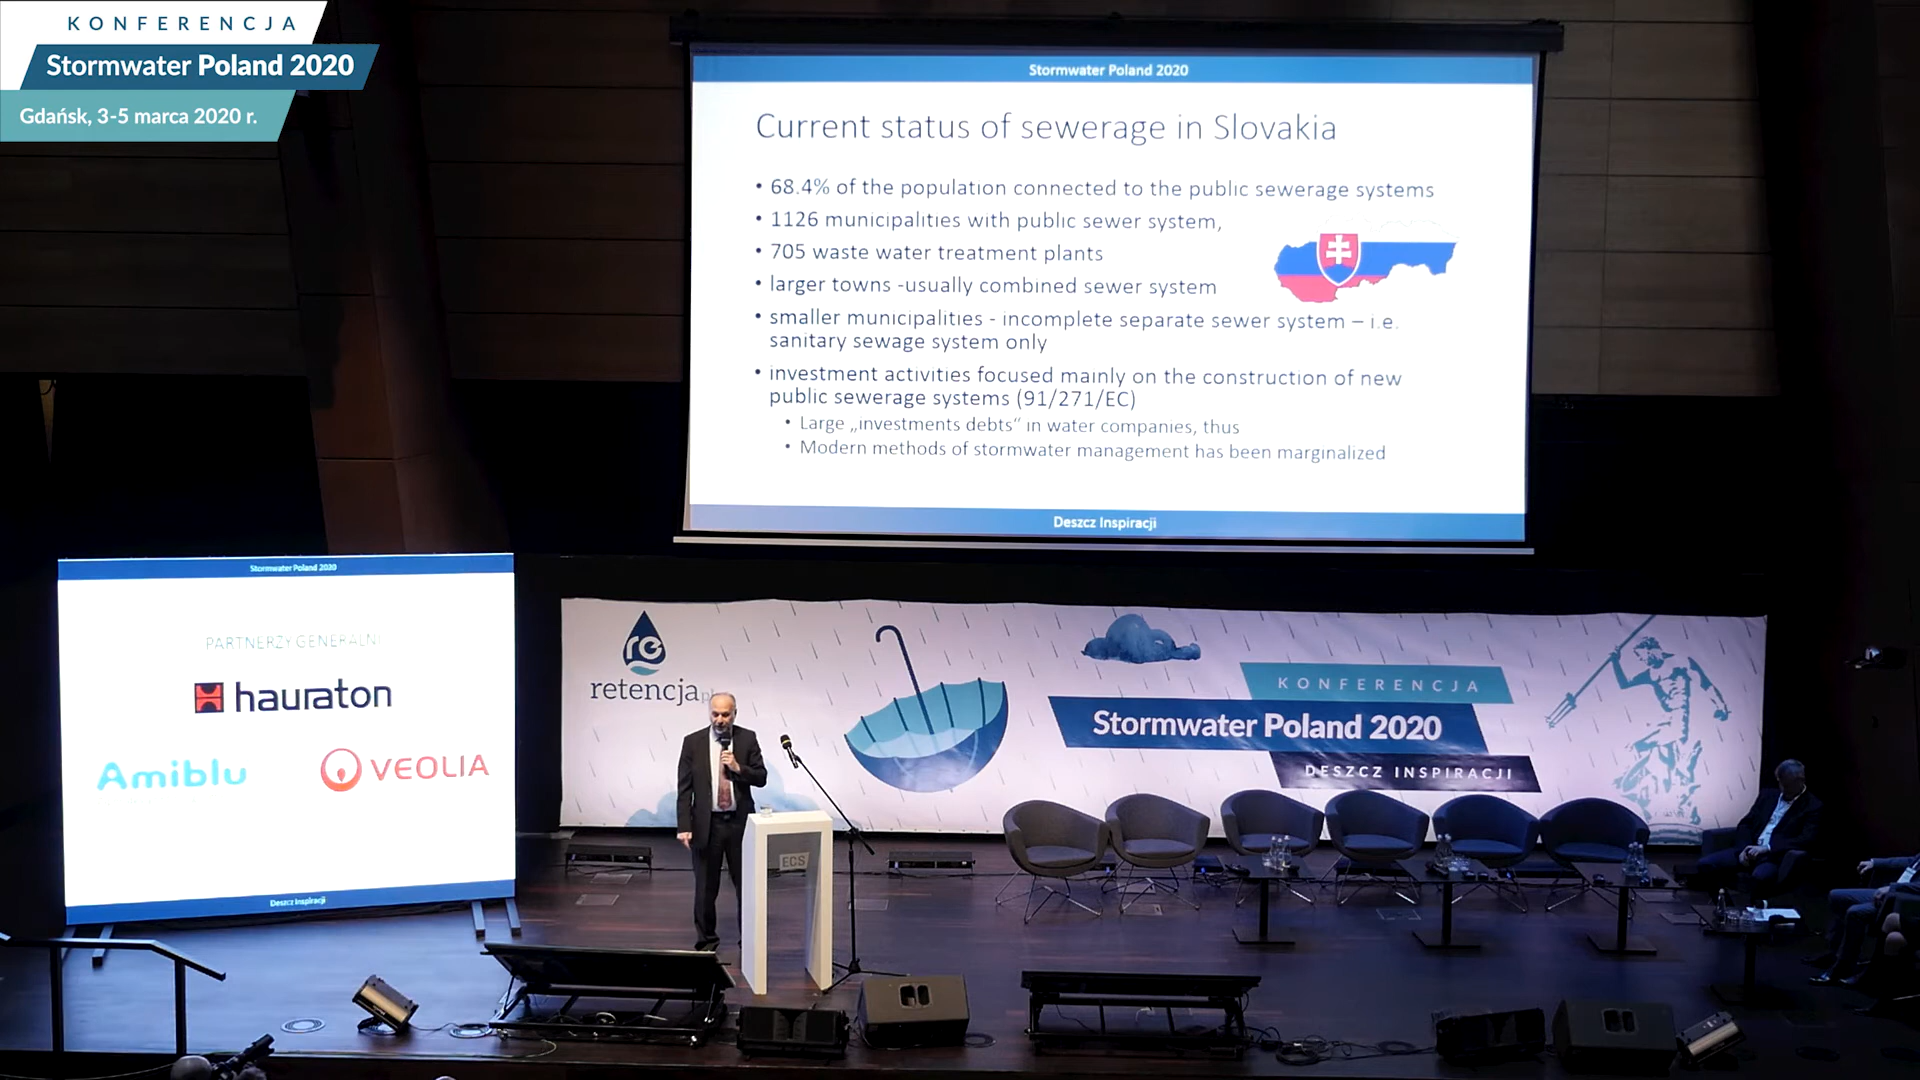 KONFERENCJA
Stormwater Poland 2020
Gdańsk, 3-5 marca 2020 r.
Stormwater Poland 2020
Current status of sewerage in Slovakia
• 68.4% of the population connected to the public sewerage systems
• 1126 municipalities with public sewer system,
• 705 waste water treatment plants
• larger towns -usually combined sewer system
• smaller municipalities - incomplete separate sewer system – i.e.
sanitary sewage system only
• investment activities focused mainly on the construction of new
public sewerage systems (91/271/EC)
• Large „investments debts“ in water companies, thus
• Modern methods of stormwater management has been marginalized
Deszcz Inspiracji
Stormwater Poland 2020
PARTNERZY GENERALNI
hauraton
Amiblu
VEOLIA
Deszcz Inspiracji
re
retencja
KONFERENCJA
Stormwater Poland 2020
DESZCZ INSPIRACJI
ECS